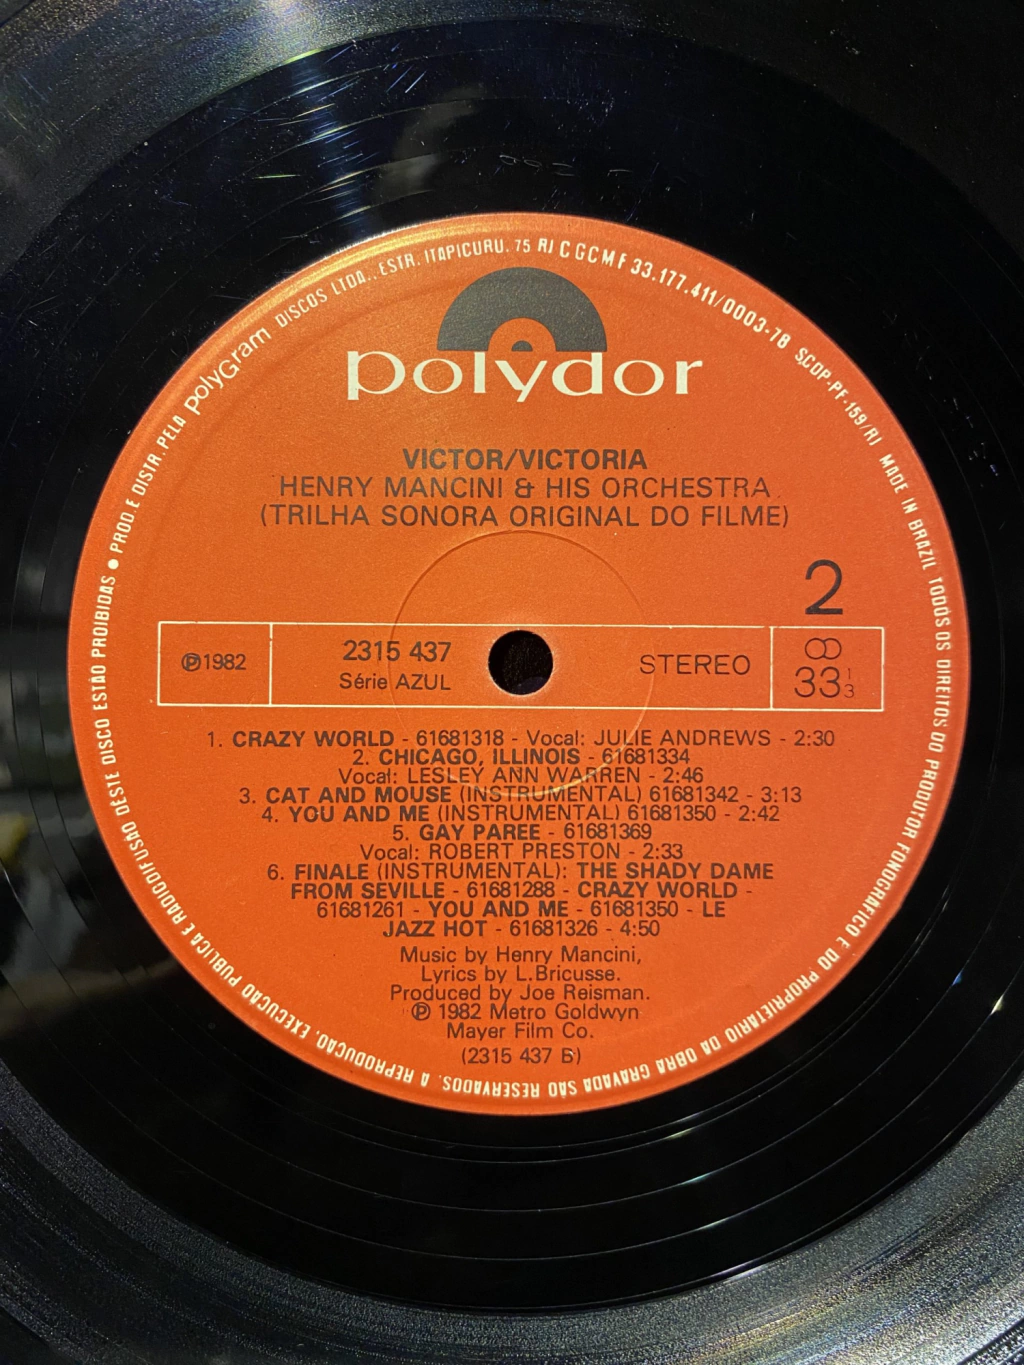 ● PROD. E DISTR. PELA polyGram DISCOS LTDA., ESTR. ITAPICURU, 75 RJ CGCMF 33.177.411/0003-78 SCDP-PF-159/RJ MADE IN BRAZIL TODOS OS DIREITOS DO PRODUTOR FONOGRÁFICO E DO PROPRIETÁRIO DA OBRA GRAVADA SÃO RESERVADOS. A REPRODUÇÃO, EXECUÇÃO PÚBLICA E RADIODIFUSÃO DESTE DISCO ESTÃO PROIBIDAS
polydor
VICTOR/VICTORIA
HENRY MANCINI & HIS ORCHESTRA
(TRILHA SONORA ORIGINAL DO FILME)
2
℗1982
2315 437
Série AZUL
STEREO
33 1/3
1. CRAZY WORLD - 61681318 - Vocal: JULIE ANDREWS - 2:30
2. CHICAGO, ILLINOIS - 61681334
Vocal: LESLEY ANN WARREN - 2:46
3. CAT AND MOUSE (INSTRUMENTAL) 61681342 - 3:13
4. YOU AND ME (INSTRUMENTAL) 61681350 - 2:42
5. GAY PAREE - 61681369
Vocal: ROBERT PRESTON - 2:33
6. FINALE (INSTRUMENTAL): THE SHADY DAME
FROM SEVILLE - 61681288 - CRAZY WORLD -
61681261 - YOU AND ME - 61681350 - LE
JAZZ HOT - 61681326 - 4:50
Music by Henry Mancini,
Lyrics by L.Bricusse.
Produced by Joe Reisman.
℗ 1982 Metro Goldwyn
Mayer Film Co.
(2315 437 B)